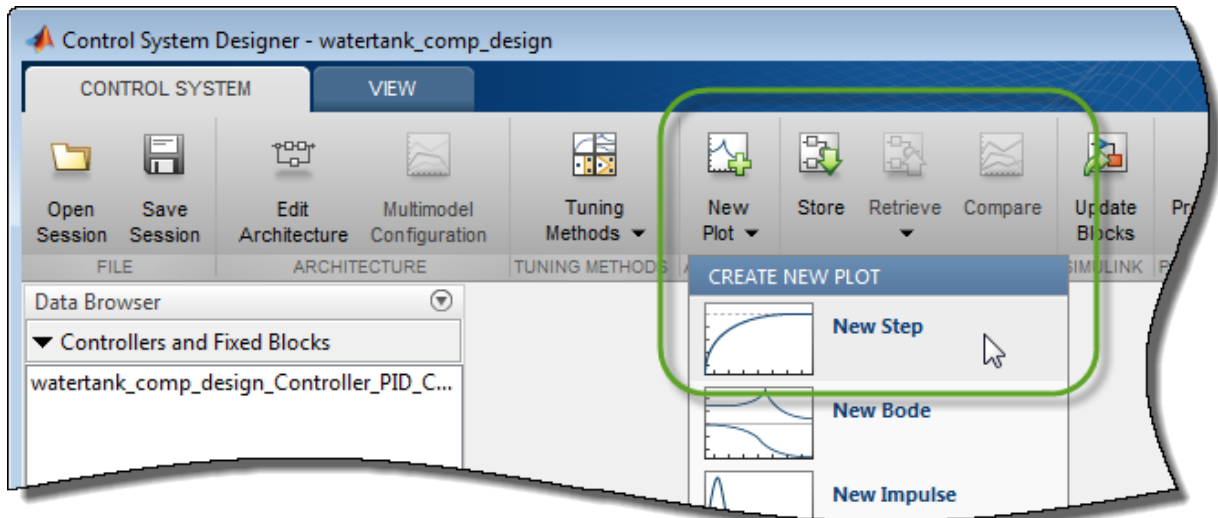 Control System Designer - watertank_comp_design
CONTROL SYSTEM VIEW
Open Session
Save Session
Edit Architecture
Multimodel Configuration
Tuning Methods
New Plot
Store
Retrieve
Compare
Update Blocks
FILE ARCHITECTURE TUNING METHODS SIMULINK
Data Browser
Controllers and Fixed Blocks
watertank_comp_design_Controller_PID_C...
CREATE NEW PLOT
New Step
New Bode
New Impulse